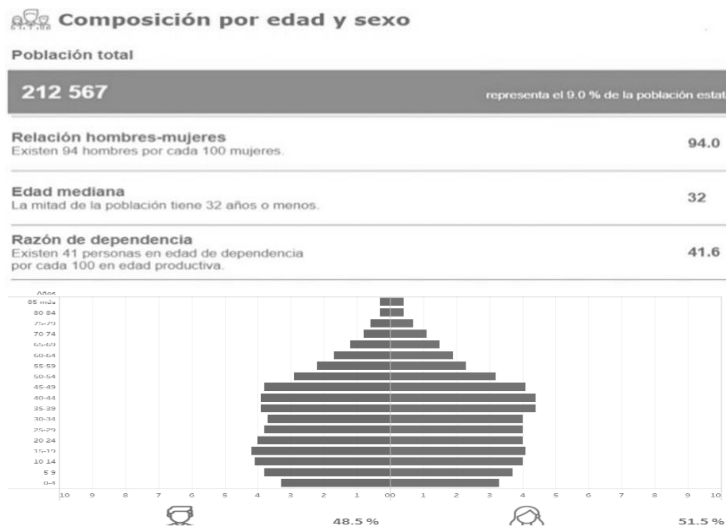 Composición por edad y sexo
Población total
212 567
representa el 9.0 % de la población estat
Relación hombres-mujeres
94.0
Existen 94 hombres por cada 100 mujeres.
Edad mediana
32
La mitad de la población tiene 32 años o menos.
Razón de dependencia
41.6
Existen 41 personas en edad de dependencia
por cada 100 en edad productiva.
Años
85 más
80-84
75-79
70-74
65-69
60-64
55-59
50-54
45-49
40-44
35-39
30-34
25-29
20-24
15-19
10-14
5-9
0-4
10 9 8 7 6 5 4 3 2 1 0 0 1 2 3 4 5 6 7 8 9 10
48.5 % 51.5 %